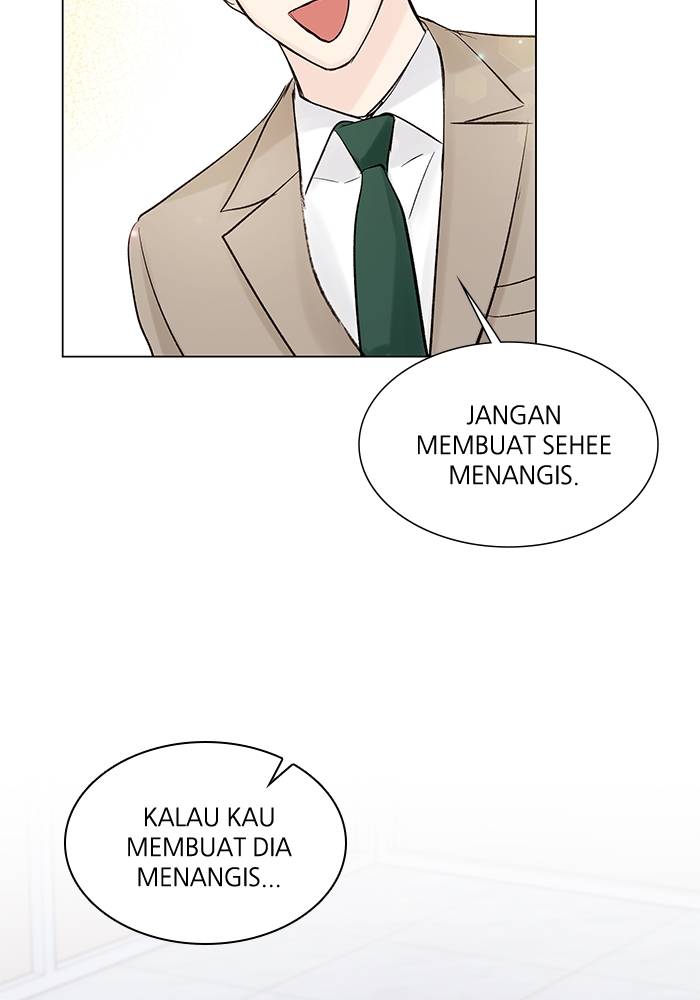 JANGAN
MEMBUAT SEHEE
MENANGIS.
KALAU KAU
MEMBUAT DIA
MENANGIS...